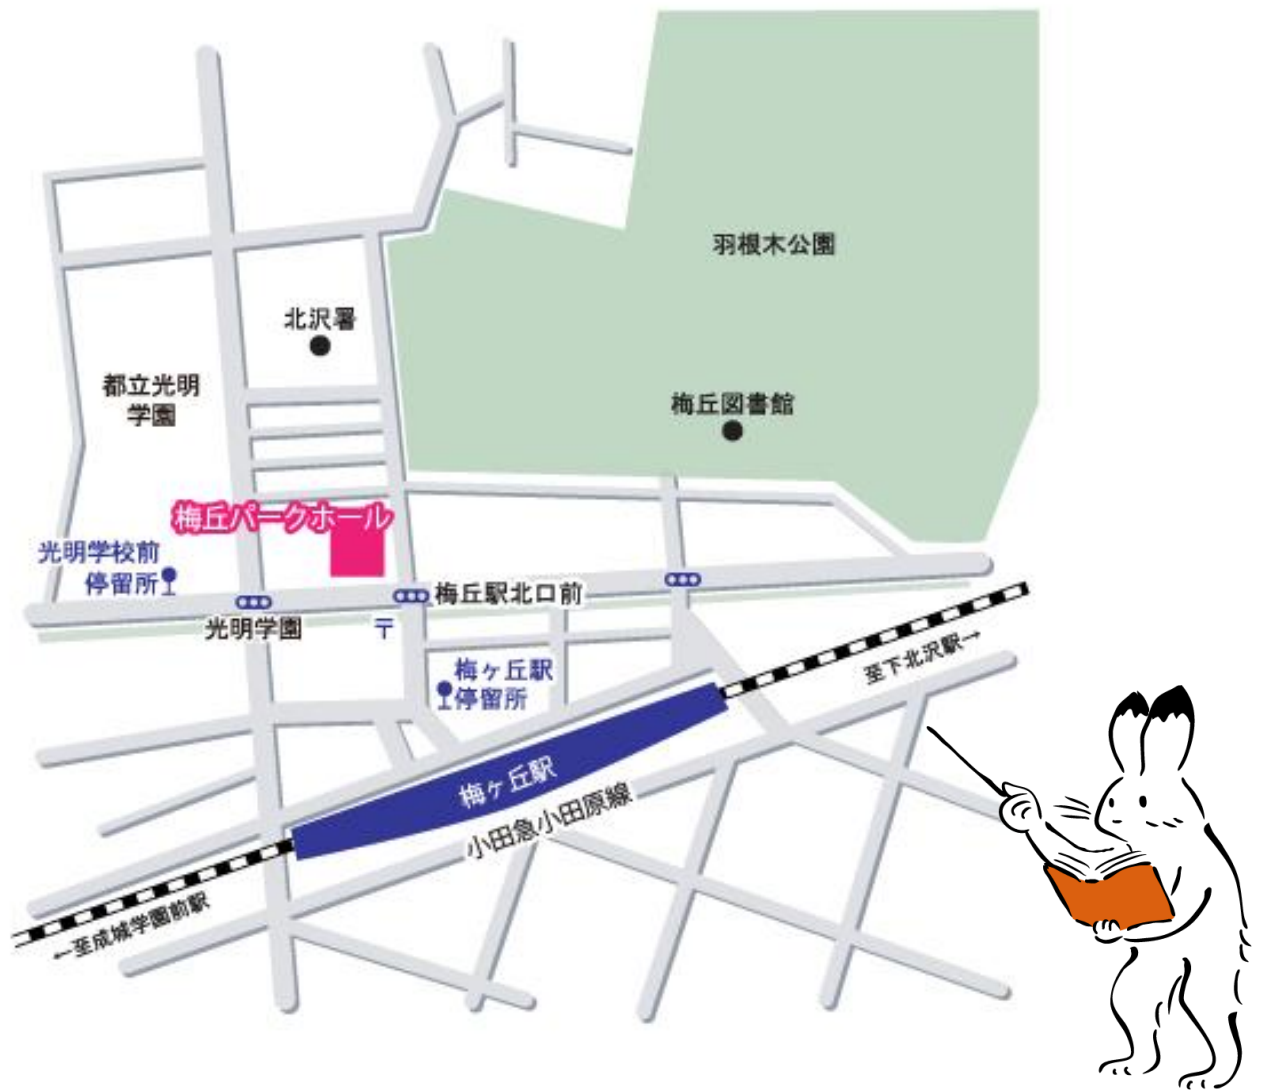 羽根木公園
北沢署
都立光明
学園
梅丘図書館
梅丘パークホール
光明学校前
停留所
梅丘駅北口前
光明学園
〒
梅ヶ丘駅
停留所
至下北沢駅→
梅ヶ丘駅
小田急小田原線
←至成城学園前駅